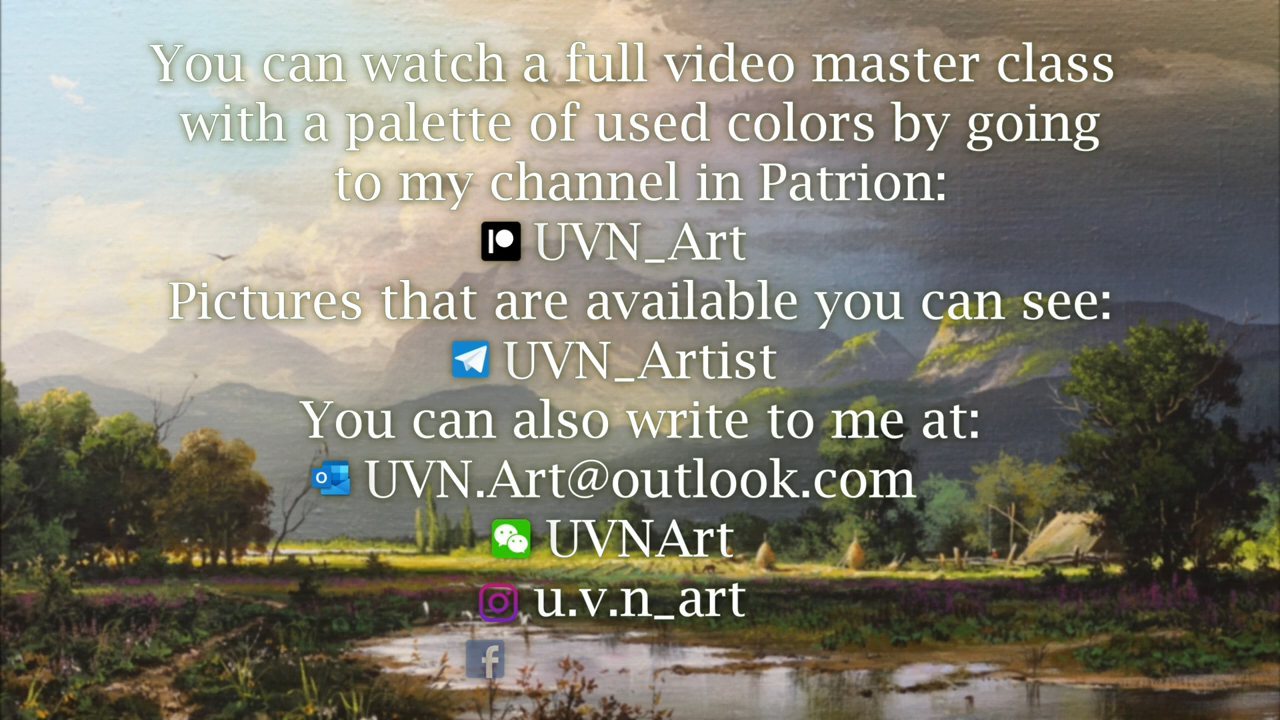 You can watch a full video master class
with a palette of used colors by going
to my channel in Patrion:
UVN_Art
Pictures that are available you can see:
UVN_Artist
You can also write to me at:
UVN.Art@outlook.com
UVNArt
u.v.n_art